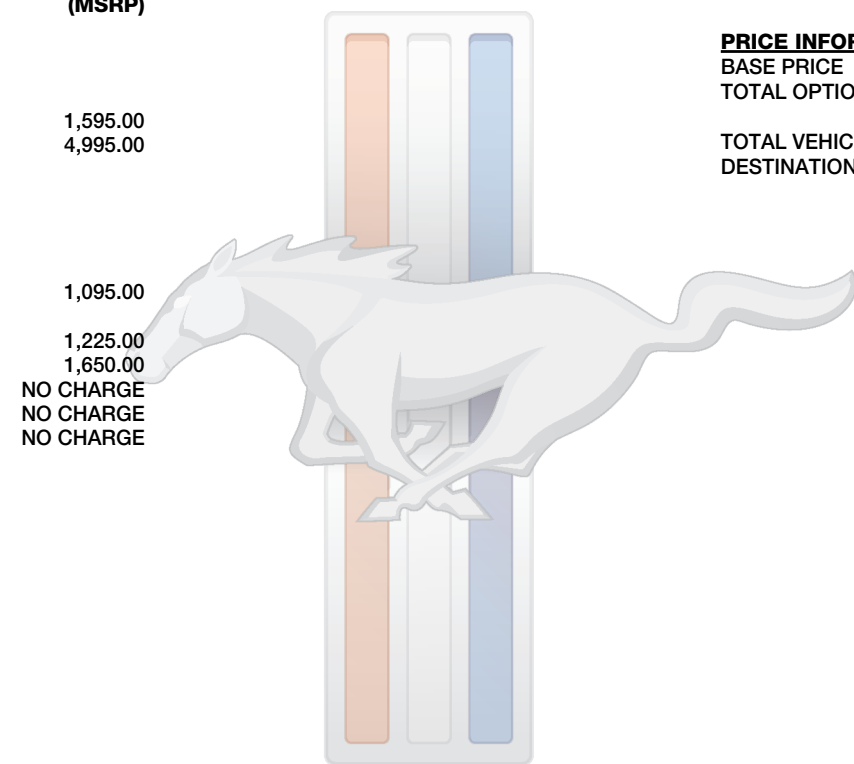 (MSRP)
1,595.00
4,995.00
1,095.00
1,225.00
1,650.00
NO CHARGE
NO CHARGE
NO CHARGE
PRICE INFOR
BASE PRICE
TOTAL OPTIO
TOTAL VEHIC
DESTINATION